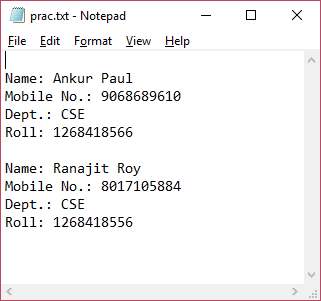 prac.txt - Notepad
File Edit Format View Help
Name: Ankur Paul
Mobile No.: 9068689610
Dept.: CSE
Roll: 1268418566
Name: Ranajit Roy
Mobile No.: 8017105884
Dept.: CSE
Roll: 1268418556